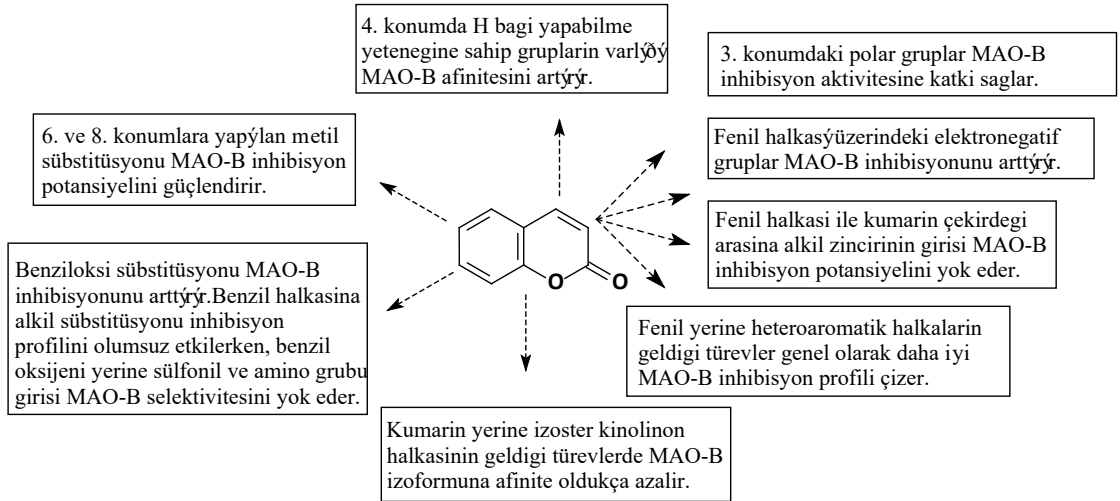 4. konumda H bagi yapabilme
yetenegine sahip gruplarin varlýðý
MAO-B afinitesini artýrýr.
3. konumdaki polar gruplar MAO-B
inhibisyon aktivitesine katki saglar.
6. ve 8. konumlara yapýlan metil
sübstitüsyonu MAO-B inhibisyon
potansiyelini güçlendirir.
Fenil halkasýüzerindeki elektronegatif
gruplar MAO-B inhibisyonunu arttýrýr.
Fenil halkasi ile kumarin çekirdegi
arasina alkil zincirinin girisi MAO-B
inhibisyon potansiyelini yok eder.
Benziloksi sübstitüsyonu MAO-B
inhibisyonunu arttýrýr.Benzil halkasina
alkil sübstitüsyonu inhibisyon
profilini olumsuz etkilerken, benzil
oksijeni yerine sülfonil ve amino grubu
girisi MAO-B selektivitesini yok eder.
O O
Fenil yerine heteroaromatik halkalarin
geldigi türevler genel olarak daha iyi
MAO-B inhibisyon profili çizer.
Kumarin yerine izoster kinolinon
halkasinin geldigi türevlerde MAO-B
izoformuna afinite oldukça azalir.